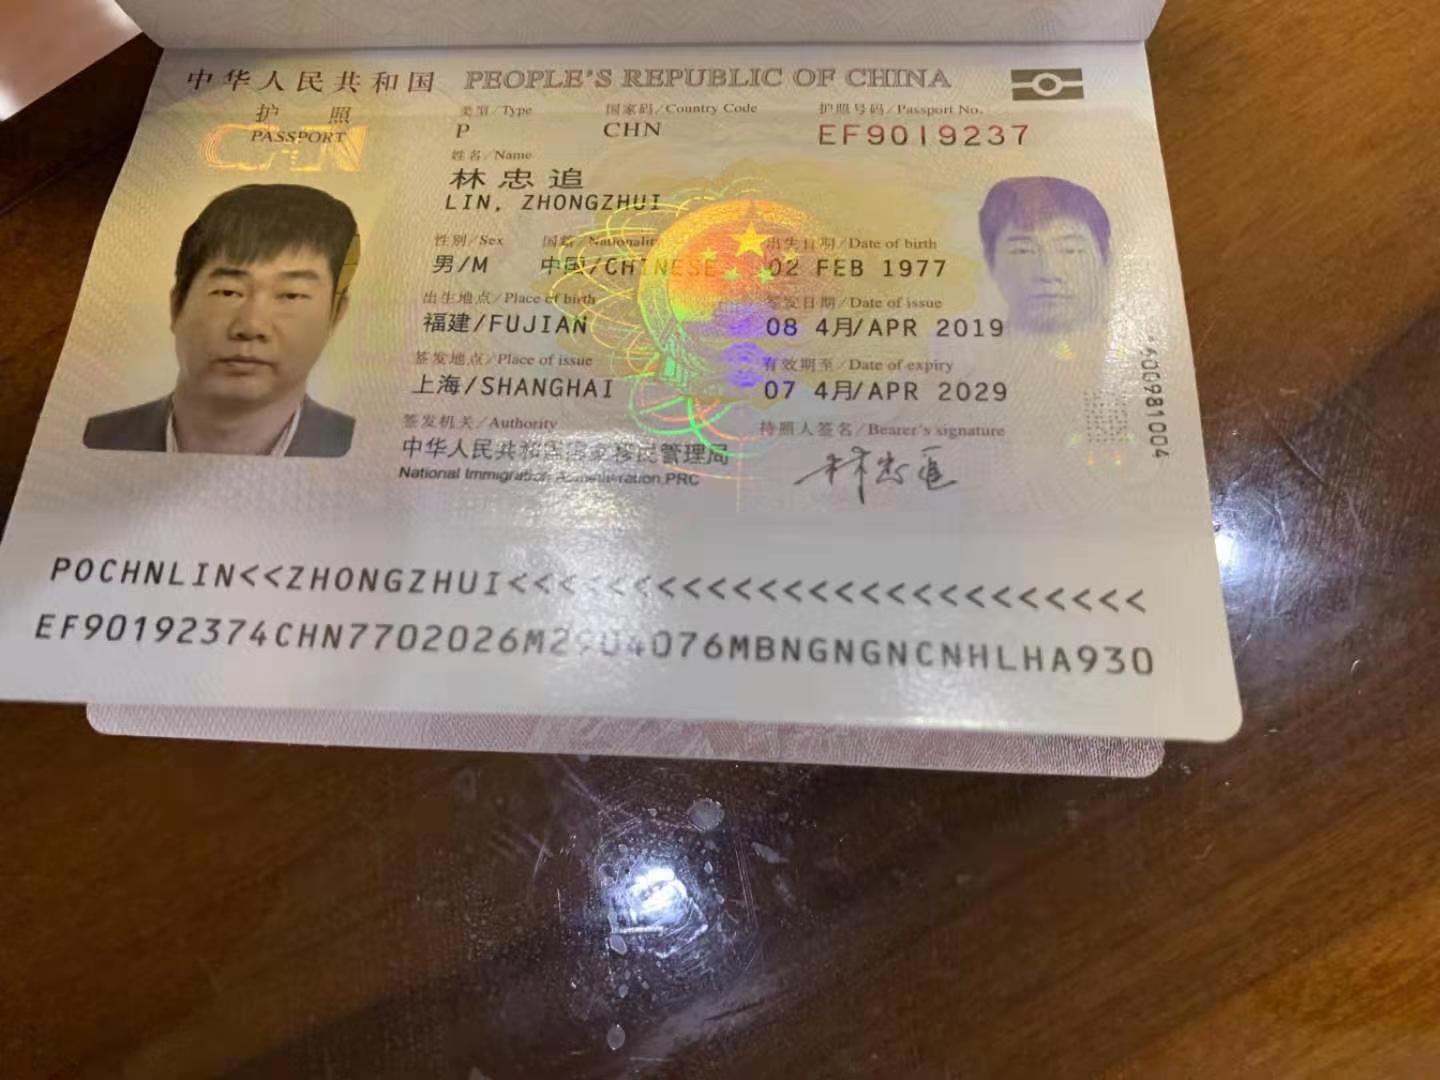 中华人民共和国 PEOPLE'S REPUBLIC OF CHINA
护 照
PASSPORT
CHN
类型/Type 国家码/Country Code 护照号码/Passport No.
P CHN EF9019237
姓名/Name
林忠追
LIN, ZHONGZHUI
性别/Sex 国籍/Nationality 出生日期/Date of birth
男/M 中国/CHINESE 02 FEB 1977
出生地点/Place of birth 签发日期/Date of issue
福建/FUJIAN 08 4月/APR 2019
签发地点/Place of issue 有效期至/Date of expiry
上海/SHANGHAI 07 4月/APR 2029
签发机关/Authority 持照人签名/Bearer's signature
中华人民共和国国家移民管理局 林忠追
National Immigration Administration,PRC
POCHNLIN<<ZHONGZHUI<<<<<<<<<<<<<<<<<<<<<<<<<
EF90192374CHN7702026M2904076MBNGNGNCNHLHA930